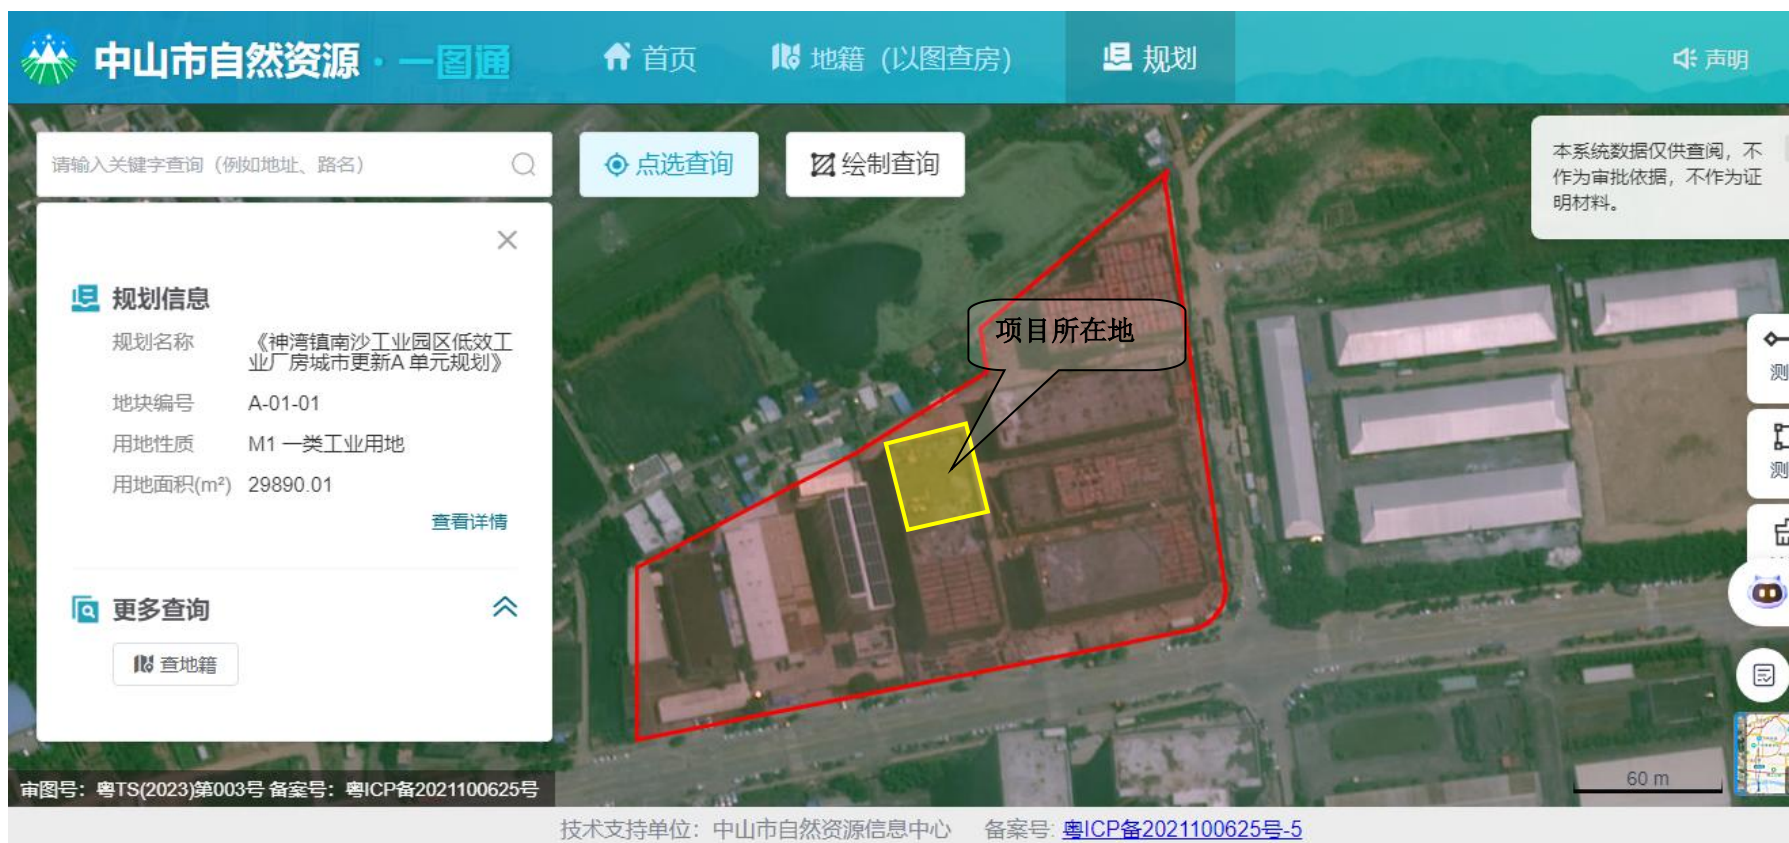 中山市自然资源·一图通
首页
地籍（以图查房）
规划
声明
请输入关键字查询（例如地址、路名）
点选查询
绘制查询
本系统数据仅供查阅，不
作为审批依据，不作为证
明材料。
规划信息
规划名称
《神湾镇南沙工业园区低效工
业厂房城市更新A 单元规划》
地块编号
A-01-01
用地性质
M1 一类工业用地
用地面积(m²)
29890.01
查看详情
更多查询
查地籍
项目所在地
测
测
60 m
审图号：粤TS(2023)第003号 备案号：粤ICP备2021100625号
技术支持单位：中山市自然资源信息中心
备案号: 粤ICP备2021100625号-5